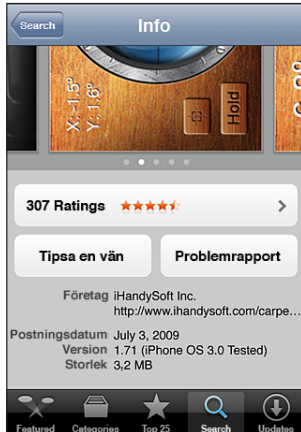 Search Info
X:-1.5°
Y: 1.6°
Hold
307 Ratings
Tipsa en vän Problemrapport
Företag iHandySoft Inc.
http://www.ihandysoft.com/carpe...
Postningsdatum July 3, 2009
Version 1.71 (iPhone OS 3.0 Tested)
Storlek 3,2 MB
Featured Categories Top 25 Search Updates